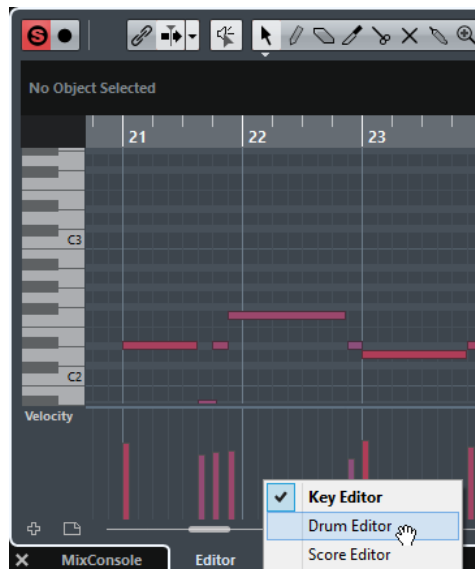 S
No Object Selected
21 22 23
C3
C2
Velocity
✓ Key Editor
Drum Editor
Score Editor
X MixConsole Editor